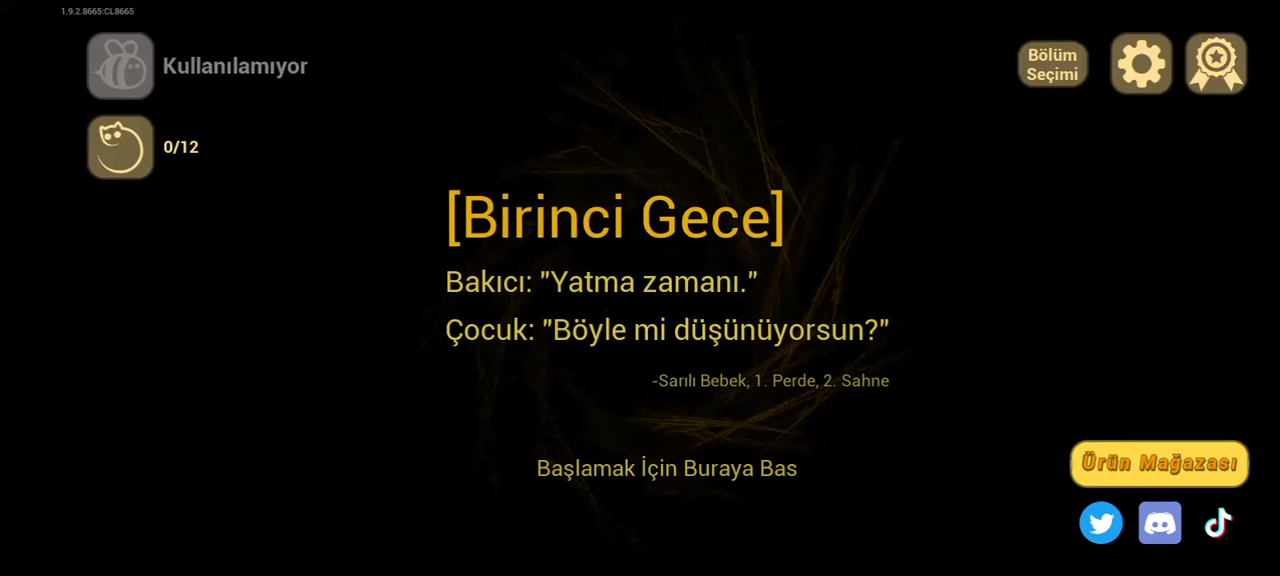 1.9.2.8665:CL8665
Kullanılamıyor
Bölüm
Seçimi
0/12
[Birinci Gece]
Bakıcı: "Yatma zamanı."
Çocuk: "Böyle mi düşünüyorsun?"
-Sarılı Bebek, 1. Perde, 2. Sahne
Başlamak İçin Buraya Bas
Ürün Mağazası